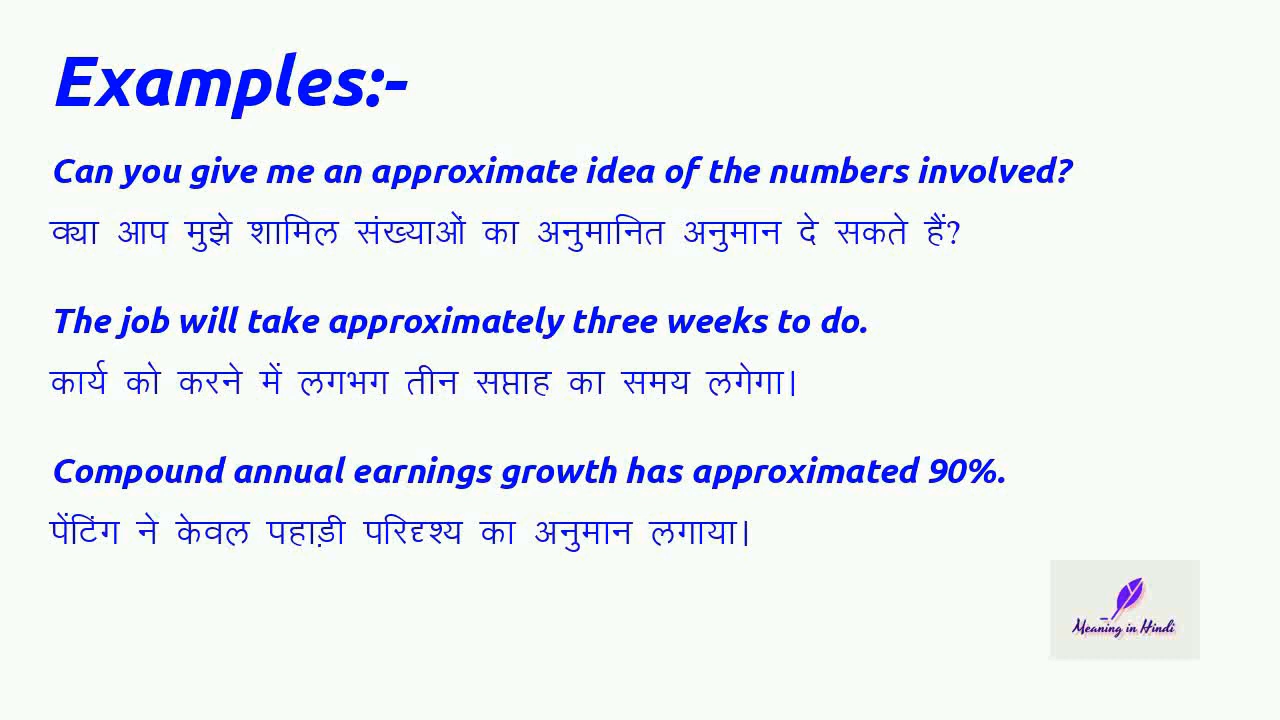 Examples:-
Can you give me an approximate idea of the numbers involved?
क्या आप मुझे शामिल संख्याओं का अनुमानित अनुमान दे सकते हैं?
The job will take approximately three weeks to do.
कार्य को करने में लगभग तीन सप्ताह का समय लगेगा।
Compound annual earnings growth has approximated 90%.
पेंटिंग ने केवल पहाड़ी परिदृश्य का अनुमान लगाया।
Meaning in Hindi